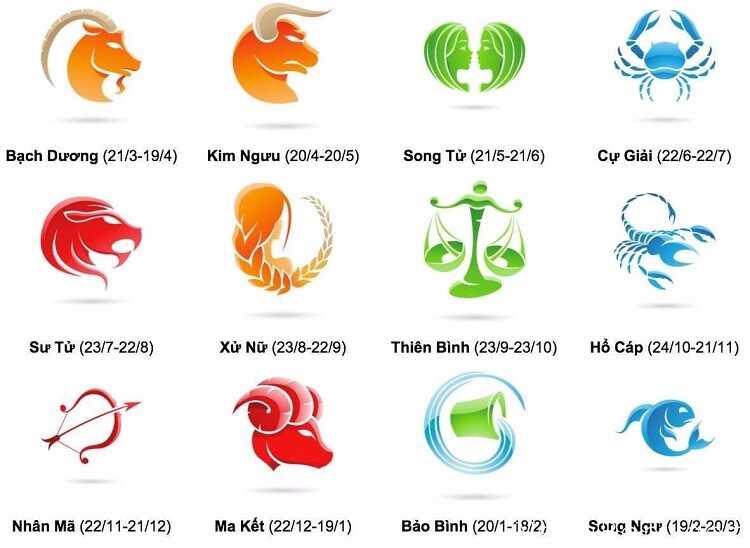 Bạch Dương (21/3-19/4)
Kim Ngưu (20/4-20/5)
Song Tử (21/5-21/6)
Cự Giải (22/6-22/7)
Sư Tử (23/7-22/8)
Xử Nữ (23/8-22/9)
Thiên Bình (23/9-23/10)
Hổ Cáp (24/10-21/11)
Nhân Mã (22/11-21/12)
Ma Kết (22/12-19/1)
Bảo Bình (20/1-18/2)
Song Ngư (19/2-20/3)